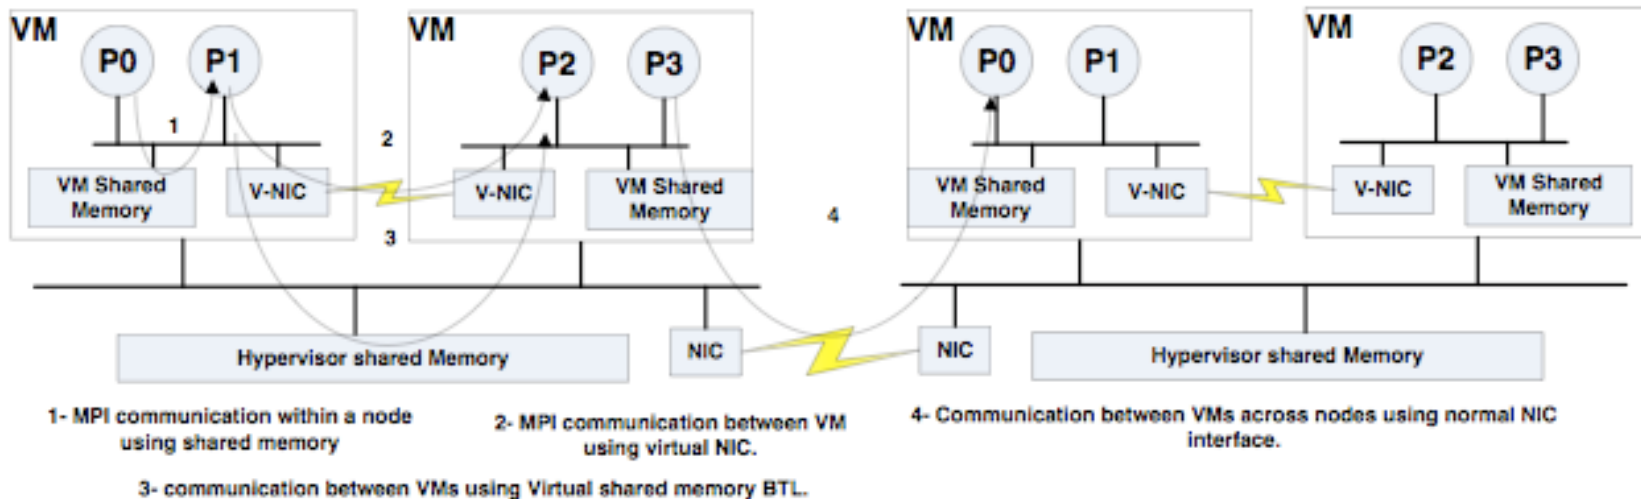 VM
P0
P1
VM
P2
P3
VM
P0
P1
VM
P2
P3
1
2
VM Shared
Memory
V-NIC
V-NIC
VM Shared
Memory
VM Shared
Memory
V-NIC
V-NIC
VM Shared
Memory
3
4
Hypervisor shared Memory
NIC
NIC
Hypervisor shared Memory
1- MPI communication within a node
using shared memory
2- MPI communication between VM
using virtual NIC.
4- Communication between VMs across nodes using normal NIC
interface.
3- communication between VMs using Virtual shared memory BTL.